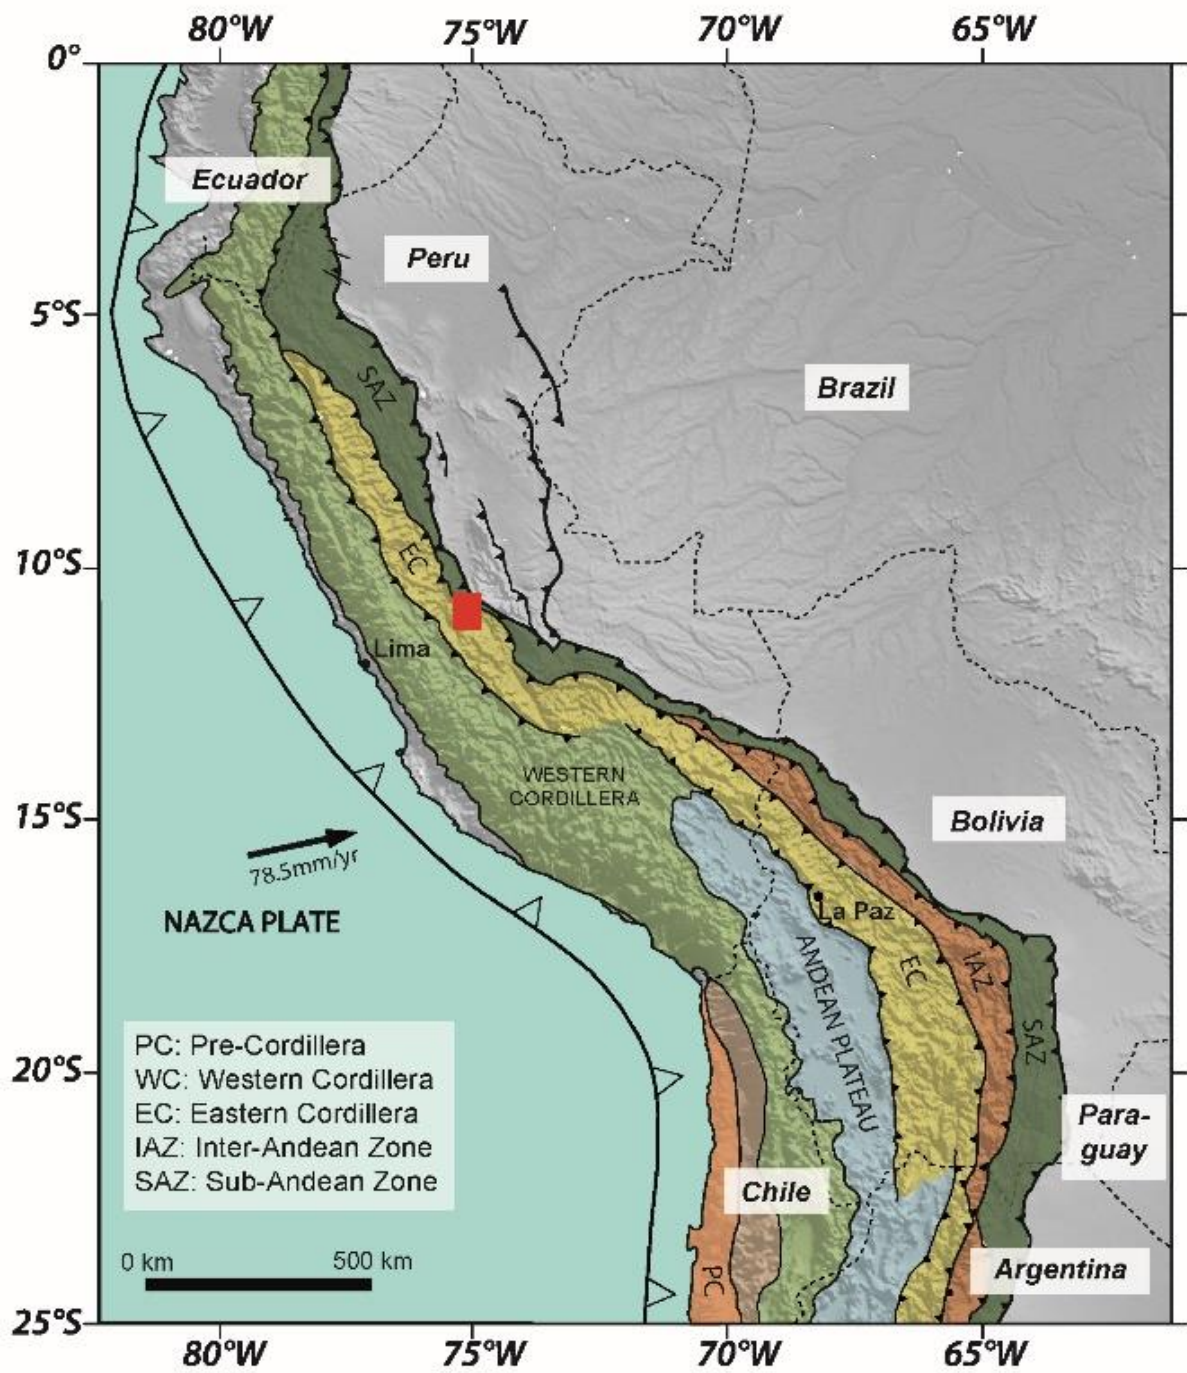 80°W 75°W 70°W 65°W
0°
Ecuador
Peru
5°S
SAZ
Brazil
10°S
EC
Lima
WESTERN
CORDILLERA
15°S
Bolivia
78.5mm/yr
NAZCA PLATE
La Paz
ANDEAN PLATEAU
EC
IAZ
SAZ
PC: Pre-Cordillera
WC: Western Cordillera
EC: Eastern Cordillera
IAZ: Inter-Andean Zone
SAZ: Sub-Andean Zone
20°S
Para-
guay
Chile
0 km 500 km
PC
Argentina
25°S
80°W 75°W 70°W 65°W